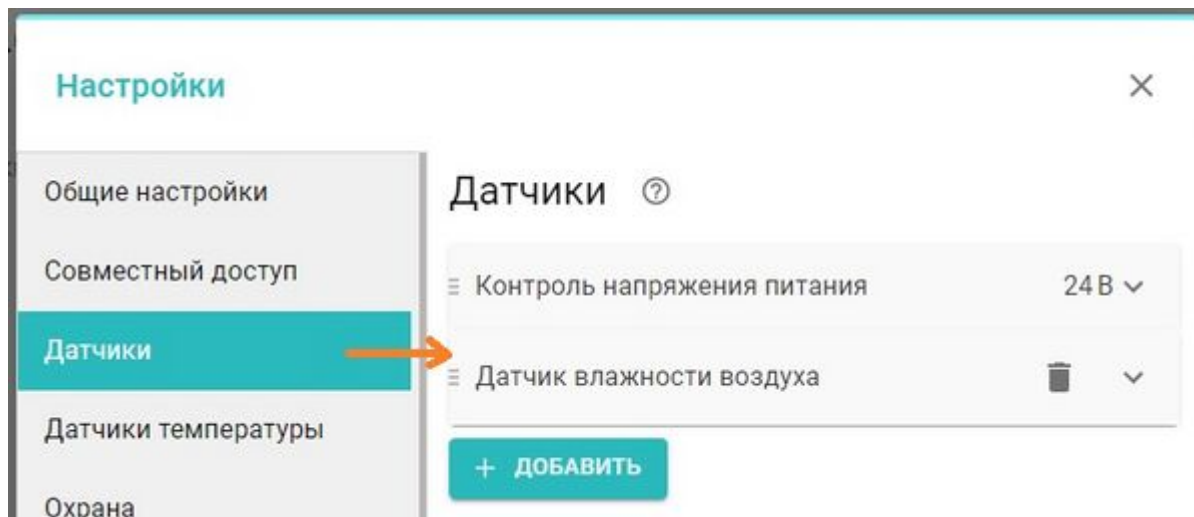 Настройки
Общие настройки
Совместный доступ
Датчики
Датчики температуры
Охрана
Датчики
Контроль напряжения питания 24 В
Датчик влажности воздуха
+ ДОБАВИТЬ